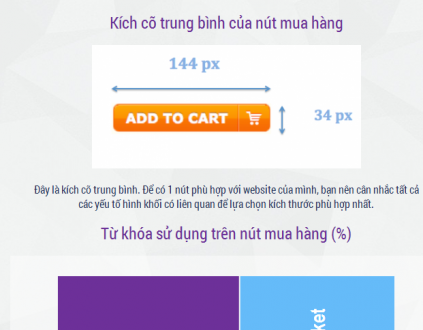 Kích cõ trung bình của nút mua hàng
144 px
ADD TO CART
34 px
Đây là kích cõ trung bình. Để có 1 nút phù hợp với website của mình, bạn nên cân nhắc tất cả
các yếu tố hình khối có liên quan để lựa chọn kích thước phù hợp nhất.
Từ khóa sử dụng trên nút mua hàng (%)